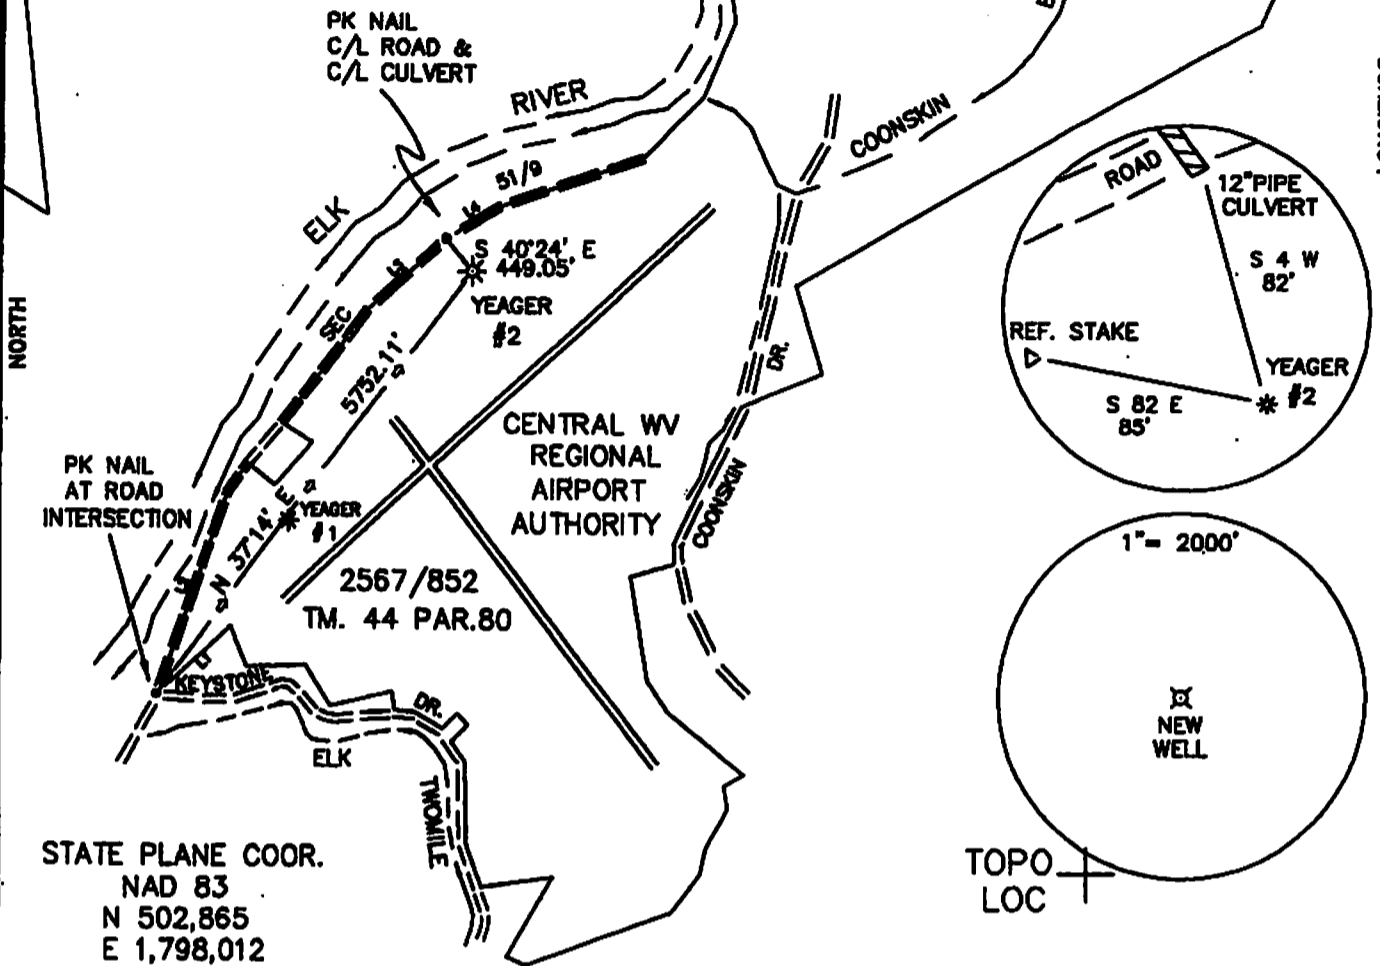 PK NAIL
C/L ROAD &
C/L CULVERT
RIVER
ELK
51/9
L4
L3
SEC
S 40°24' E
449.05'
YEAGER
#2
5752.11'
N 37°14' E
YEAGER
#1
PK NAIL
AT ROAD
INTERSECTION
NORTH
COONSKIN
DR.
COONSKIN
CENTRAL WV
REGIONAL
AIRPORT
AUTHORITY
2567/852
TM. 44 PAR.80
KEYSTONE
DR.
ELK
TWOMILE
STATE PLANE COOR.
NAD 83
N 502,865
E 1,798,012
ROAD
12"PIPE
CULVERT
S 4 W
82'
REF. STAKE
YEAGER
#2
S 82 E
85'
1"= 2000'
NEW
WELL
TOPO
LOC